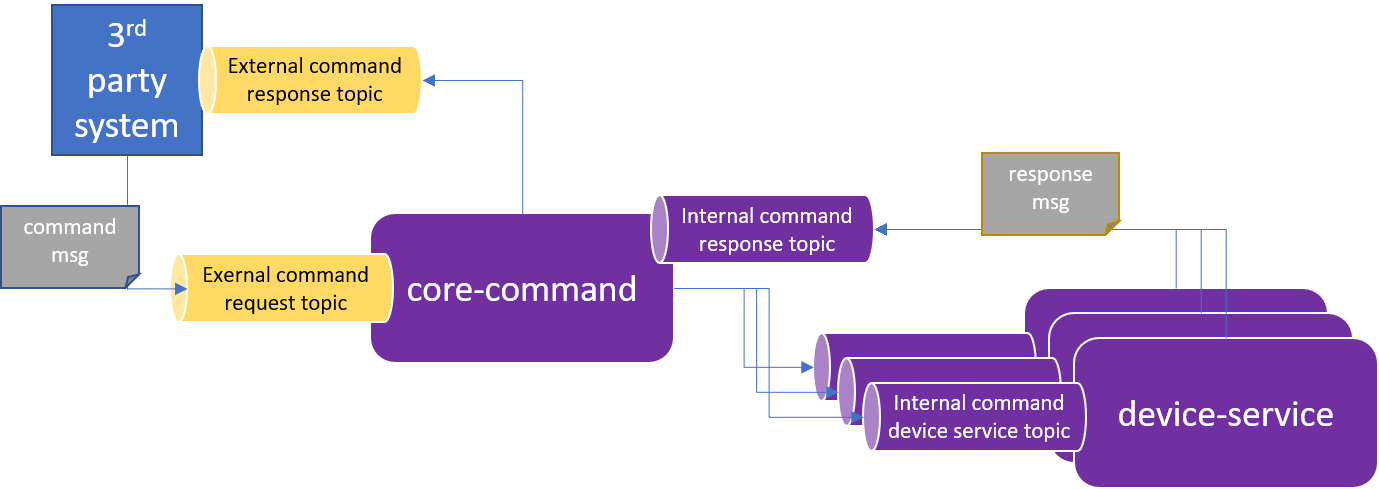 3rd
party
system
External command
response topic
command
msg
Exernal command
request topic
core-command
Internal command
response topic
response
msg
Internal command
device service topic
device-service